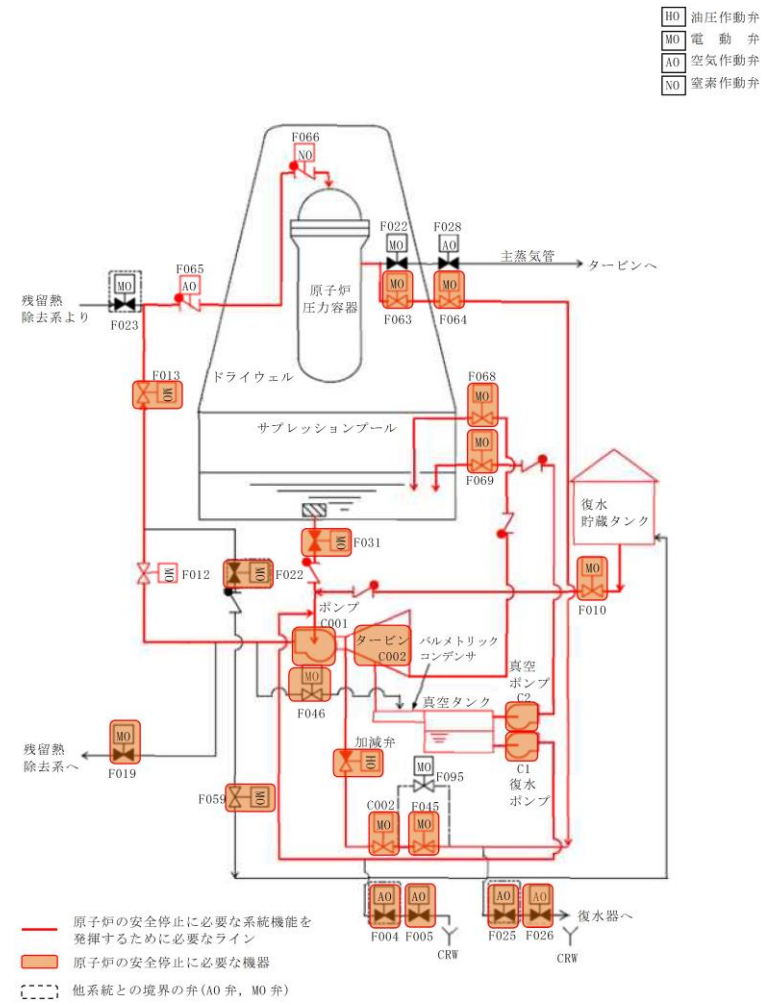 HO 油圧作動弁
MO 電動弁
AO 空気作動弁
NO 窒素作動弁
F066
NO
F022
F028
MO
AO
主蒸気管
タービンへ
F065
AO
MO
残留熱
除去系より
F023
原子炉
圧力容器
MO
MO
F063
F064
F013
MO
ドライウェル
F068
MO
サプレッションプール
MO
F069
復水
貯蔵タンク
MO
F031
MO
F012
MO
F022
MO
F010
ポンプ
C001
タービン
C002
バルメトリック
コンデンサ
真空
ポンプ
C2
MO
F046
真空タンク
残留熱
除去系へ
MO
F019
加減弁
HO
C1
復水
ポンプ
MO
F095
F059
MO
C002
F045
MO
MO
AO
AO
F004
F005
CRW
AO
AO
F025
F026
復水器へ
CRW
原子炉の安全停止に必要な系統機能を
発揮するために必要なライン
原子炉の安全停止に必要な機器
他系統との境界の弁(AO 弁, MO 弁)